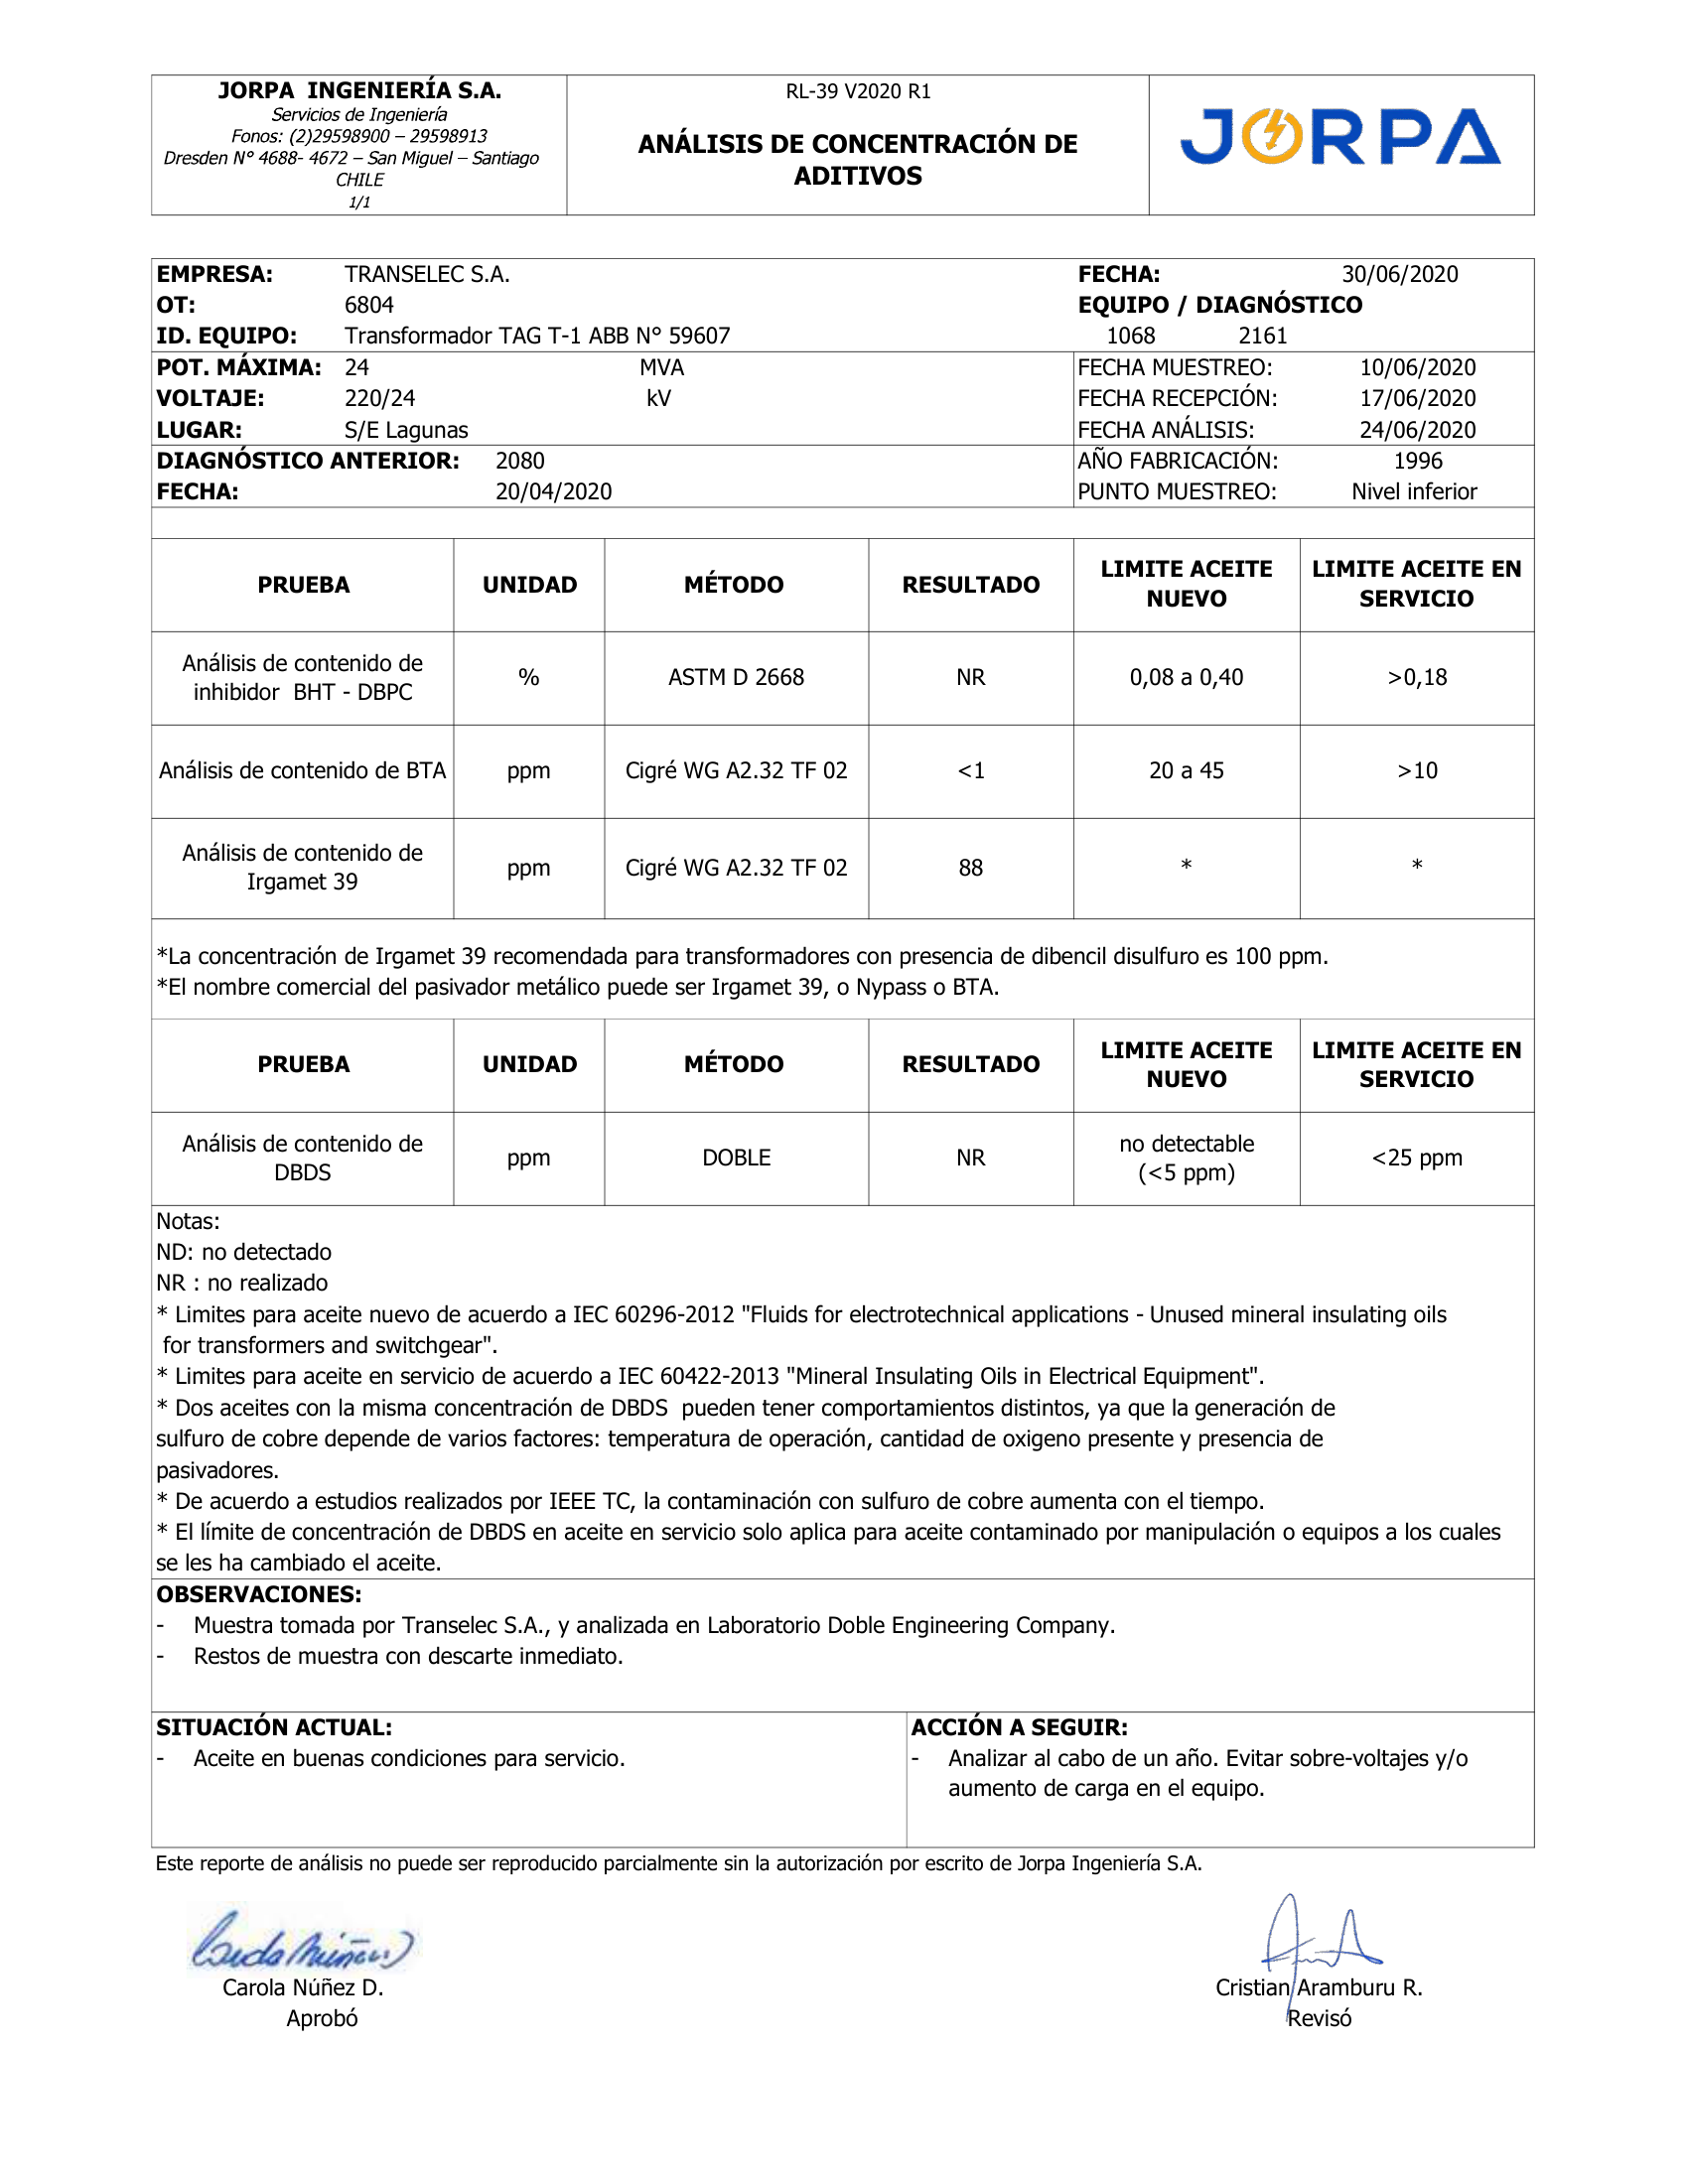 JORPA  INGENIERÍA S.A.
Servicios de Ingeniería
Fonos: (2)29598900 – 29598913
Dresden N° 4688- 4672 – San Miguel – Santiago
CHILE
1/1
RL-39 V2020 R1
ANÁLISIS DE CONCENTRACIÓN DE
ADITIVOS
JORPA
EMPRESA: TRANSELEC S.A. FECHA: 30/06/2020
OT: 6804 EQUIPO / DIAGNÓSTICO
ID. EQUIPO: Transformador TAG T-1 ABB N° 59607 1068 2161
POT. MÁXIMA: 24 MVA FECHA MUESTREO: 10/06/2020
VOLTAJE: 220/24 kV FECHA RECEPCIÓN: 17/06/2020
LUGAR: S/E Lagunas FECHA ANÁLISIS: 24/06/2020
DIAGNÓSTICO ANTERIOR: 2080 AÑO FABRICACIÓN: 1996
FECHA: 20/04/2020 PUNTO MUESTREO: Nivel inferior
PRUEBA UNIDAD MÉTODO RESULTADO LIMITE ACEITE NUEVO LIMITE ACEITE EN SERVICIO
Análisis de contenido de inhibidor  BHT - DBPC % ASTM D 2668 NR 0,08 a 0,40 >0,18
Análisis de contenido de BTA ppm Cigré WG A2.32 TF 02 <1 20 a 45 >10
Análisis de contenido de Irgamet 39 ppm Cigré WG A2.32 TF 02 88 * *
*La concentración de Irgamet 39 recomendada para transformadores con presencia de dibencil disulfuro es 100 ppm.
*El nombre comercial del pasivador metálico puede ser Irgamet 39, o Nypass o BTA.
PRUEBA UNIDAD MÉTODO RESULTADO LIMITE ACEITE NUEVO LIMITE ACEITE EN SERVICIO
Análisis de contenido de DBDS ppm DOBLE NR no detectable (<5 ppm) <25 ppm
Notas:
ND: no detectado
NR : no realizado
* Limites para aceite nuevo de acuerdo a IEC 60296-2012 "Fluids for electrotechnical applications - Unused mineral insulating oils
for transformers and switchgear".
* Limites para aceite en servicio de acuerdo a IEC 60422-2013 "Mineral Insulating Oils in Electrical Equipment".
* Dos aceites con la misma concentración de DBDS  pueden tener comportamientos distintos, ya que la generación de
sulfuro de cobre depende de varios factores: temperatura de operación, cantidad de oxigeno presente y presencia de
pasivadores.
* De acuerdo a estudios realizados por IEEE TC, la contaminación con sulfuro de cobre aumenta con el tiempo.
* El límite de concentración de DBDS en aceite en servicio solo aplica para aceite contaminado por manipulación o equipos a los cuales
se les ha cambiado el aceite.
OBSERVACIONES:
- Muestra tomada por Transelec S.A., y analizada en Laboratorio Doble Engineering Company.
- Restos de muestra con descarte inmediato.
SITUACIÓN ACTUAL:
- Aceite en buenas condiciones para servicio.
ACCIÓN A SEGUIR:
- Analizar al cabo de un año. Evitar sobre-voltajes y/o
aumento de carga en el equipo.
Este reporte de análisis no puede ser reproducido parcialmente sin la autorización por escrito de Jorpa Ingeniería S.A.
Carola Núñez D.
Aprobó
Cristian Aramburu R.
Revisó